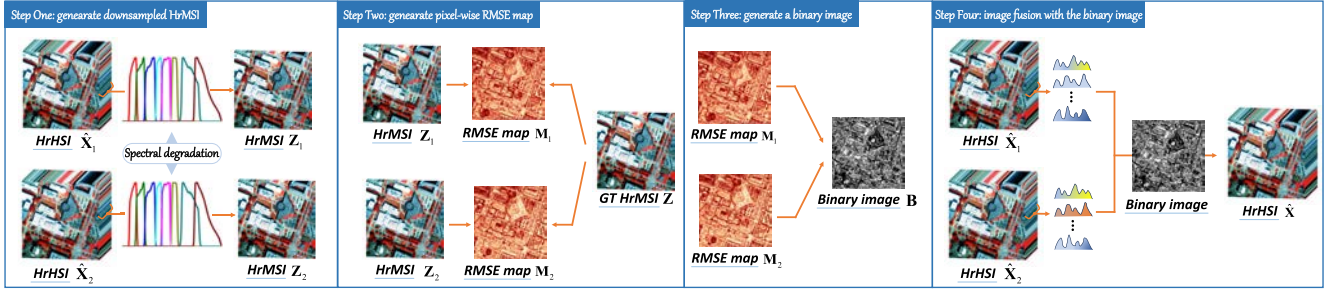 Step One: genearate downsampled HrMSI
HrHSI X̂₁
HrMSI Z₁
Spectral degradation
HrHSI X̂₂
HrMSI Z₂
Step Two: genearate pixel-wise RMSE map
HrMSI Z₁
RMSE map M₁
GT HrMSI Z
HrMSI Z₂
RMSE map M₂
Step Three: generate a binary image
RMSE map M₁
Binary image B
RMSE map M₂
Step Four: image fusion with the binary image
HrHSI X̂₁
Binary image
HrHSI X̂
HrHSI X̂₂